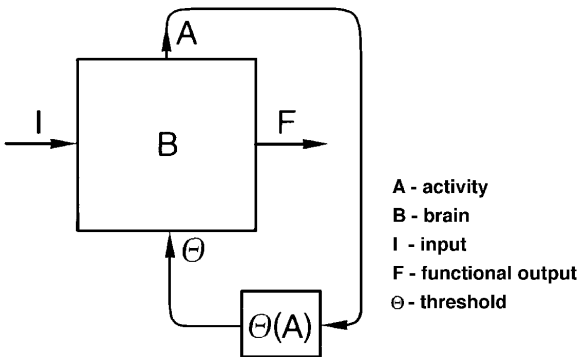 A
I
B
F
Θ
Θ(A)
A - activity
B - brain
I - input
F - functional output
Θ - threshold